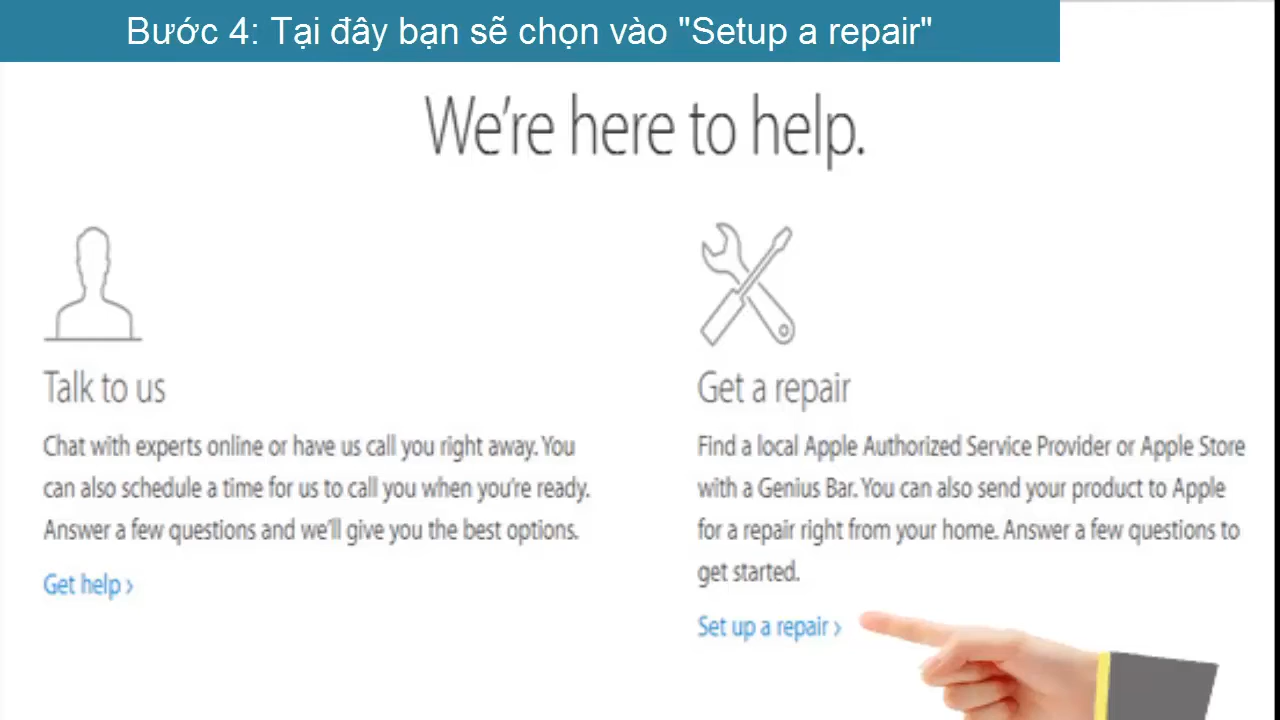 Bước 4: Tại đây bạn sẽ chọn vào "Setup a repair"
We're here to help.
Talk to us
Chat with experts online or have us call you right away. You
can also schedule a time for us to call you when you're ready.
Answer a few questions and we'll give you the best options.
Get help ›
Get a repair
Find a local Apple Authorized Service Provider or Apple Store
with a Genius Bar. You can also send your product to Apple
for a repair right from your home. Answer a few questions to
get started.
Set up a repair ›